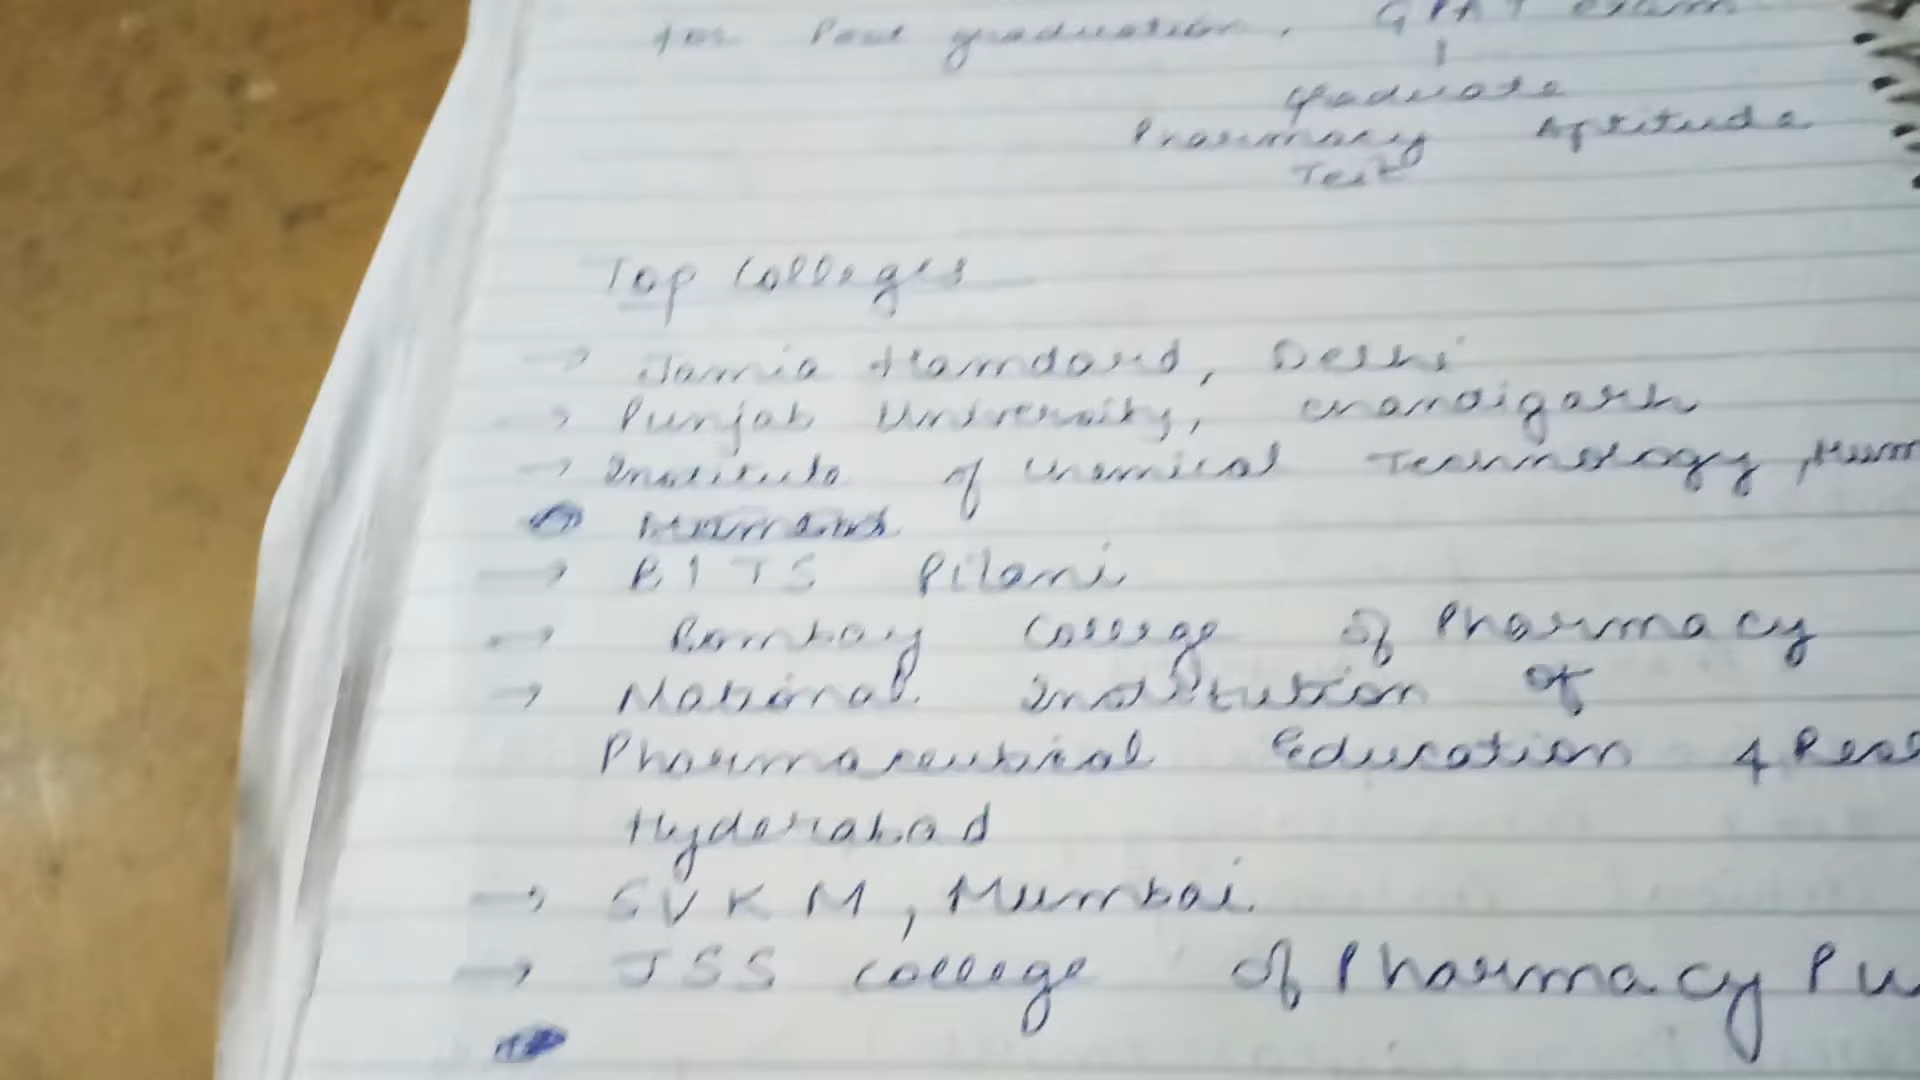 for Post graduation. GPAT exam
Graduate
Pharmacy Aptitude
Test
Top Colleges
→ Jamia Hamdard, Delhi
→ Punjab University, Chandigarh
→ Institute of Chemical Technology, Mum
→ BITS Pilani
→ Bombay College of Pharmacy
→ National Institution of
Pharmaceutical Education & Res
Hyderabad
→ SVKM, Mumbai
→ JSS College of Pharmacy Pu